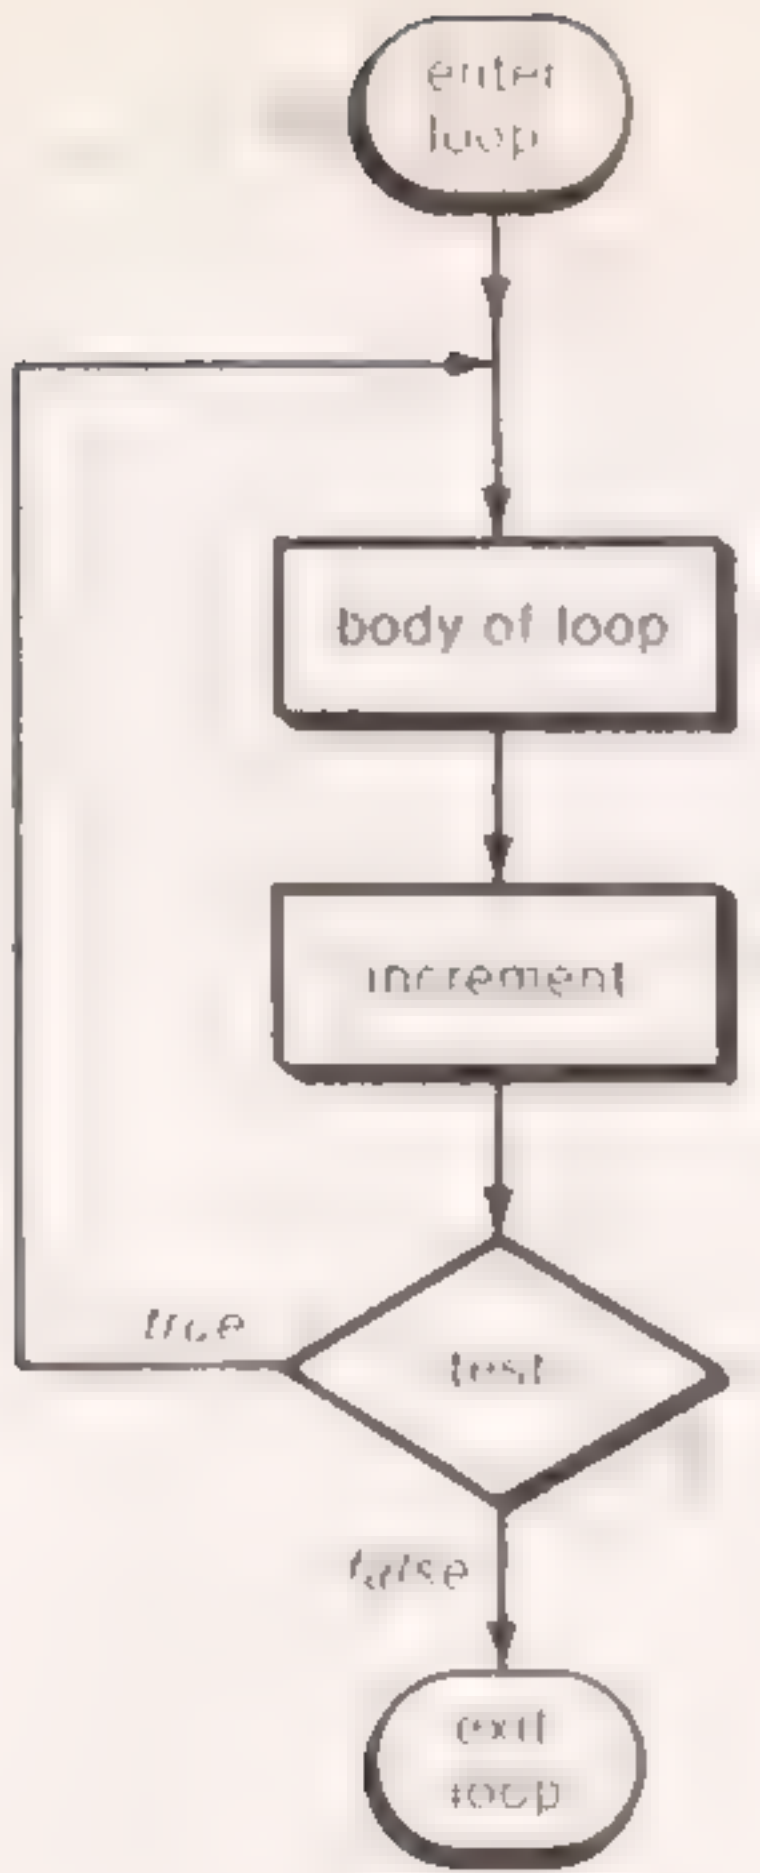 enter
loop
body of loop
increment
test
true
false
exit
loop